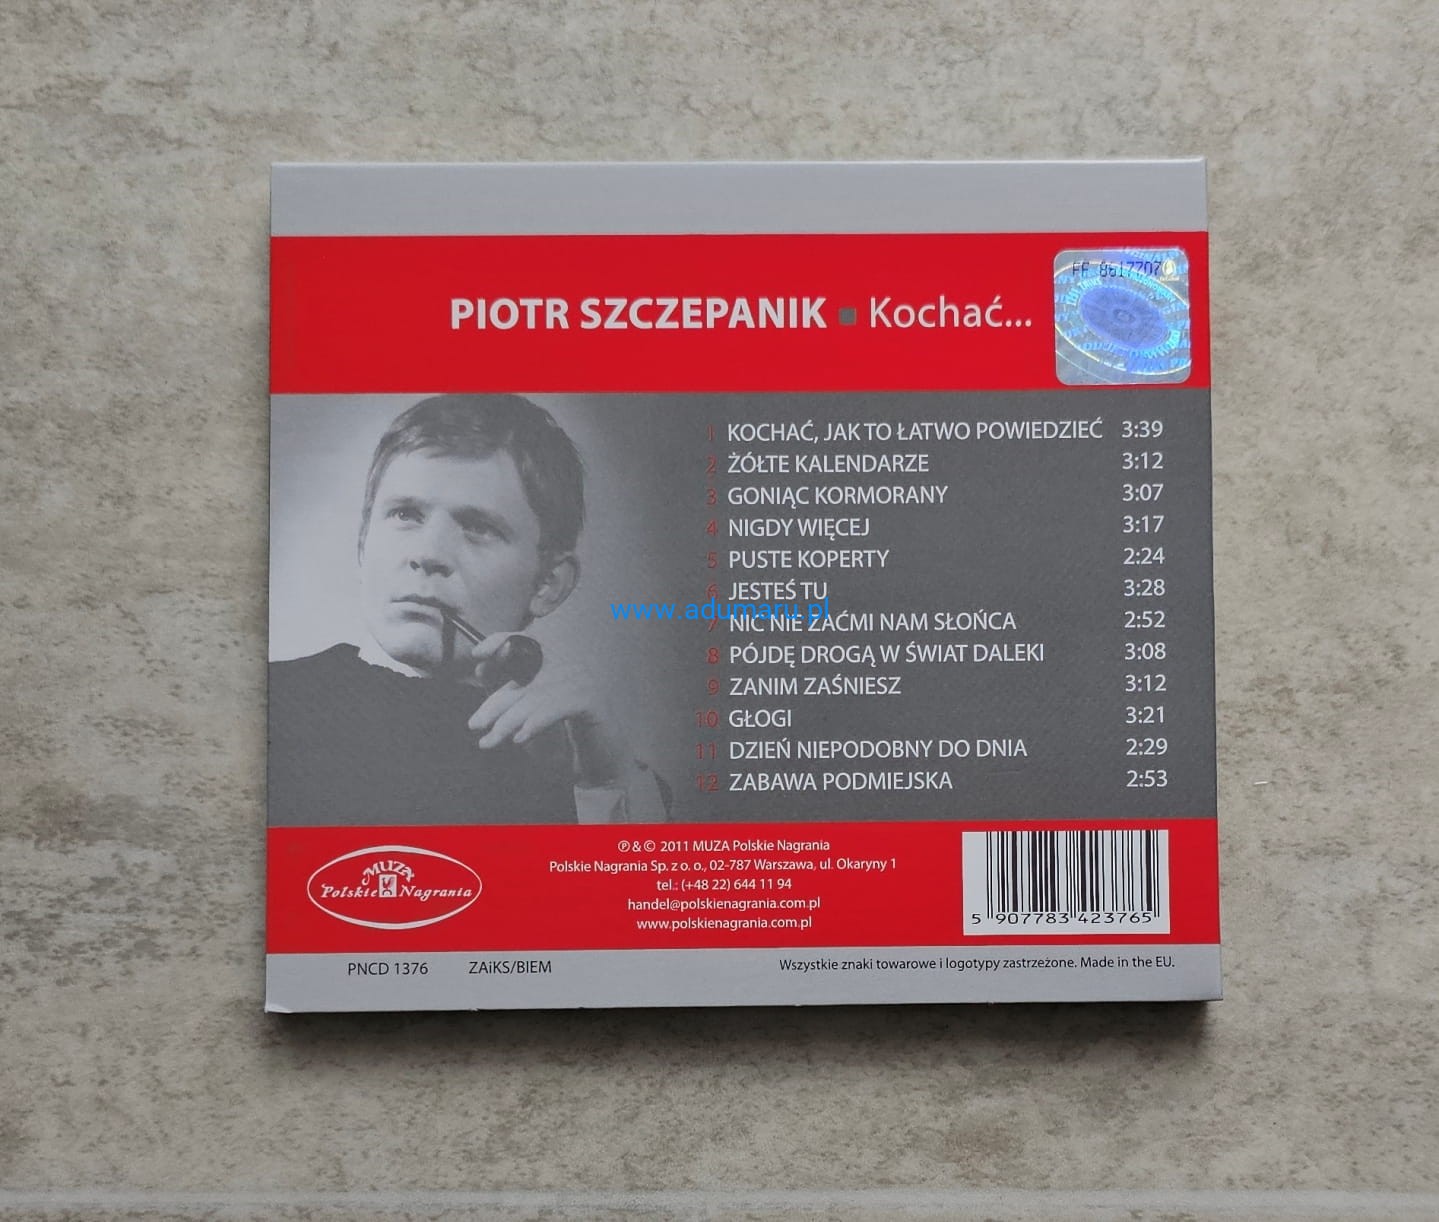 PIOTR SZCZEPANIK ▪ Kochać...
FF 8617707
1 KOCHAĆ, JAK TO ŁATWO POWIEDZIEĆ 3:39
2 ŻÓŁTE KALENDARZE 3:12
3 GONIĄC KORMORANY 3:07
4 NIGDY WIĘCEJ 3:17
5 PUSTE KOPERTY 2:24
6 JESTEŚ TU 3:28
www.adumaru.pl
7 NIC NIE ZAĆMI NAM SŁOŃCA 2:52
8 PÓJDĘ DROGĄ W ŚWIAT DALEKI 3:08
9 ZANIM ZAŚNIESZ 3:12
10 GŁOGI 3:21
11 DZIEŃ NIEPODOBNY DO DNIA 2:29
12 ZABAWA PODMIEJSKA 2:53
MUZA
Polskie Nagrania
℗ & © 2011 MUZA Polskie Nagrania
Polskie Nagrania Sp. z o. o., 02-787 Warszawa, ul. Okaryny 1
tel.: (+48 22) 644 11 94
handel@polskienagrania.com.pl
www.polskienagrania.com.pl
5 907783 423765
PNCD 1376 ZAiKS/BIEM
Wszystkie znaki towarowe i logotypy zastrzeżone. Made in the EU.